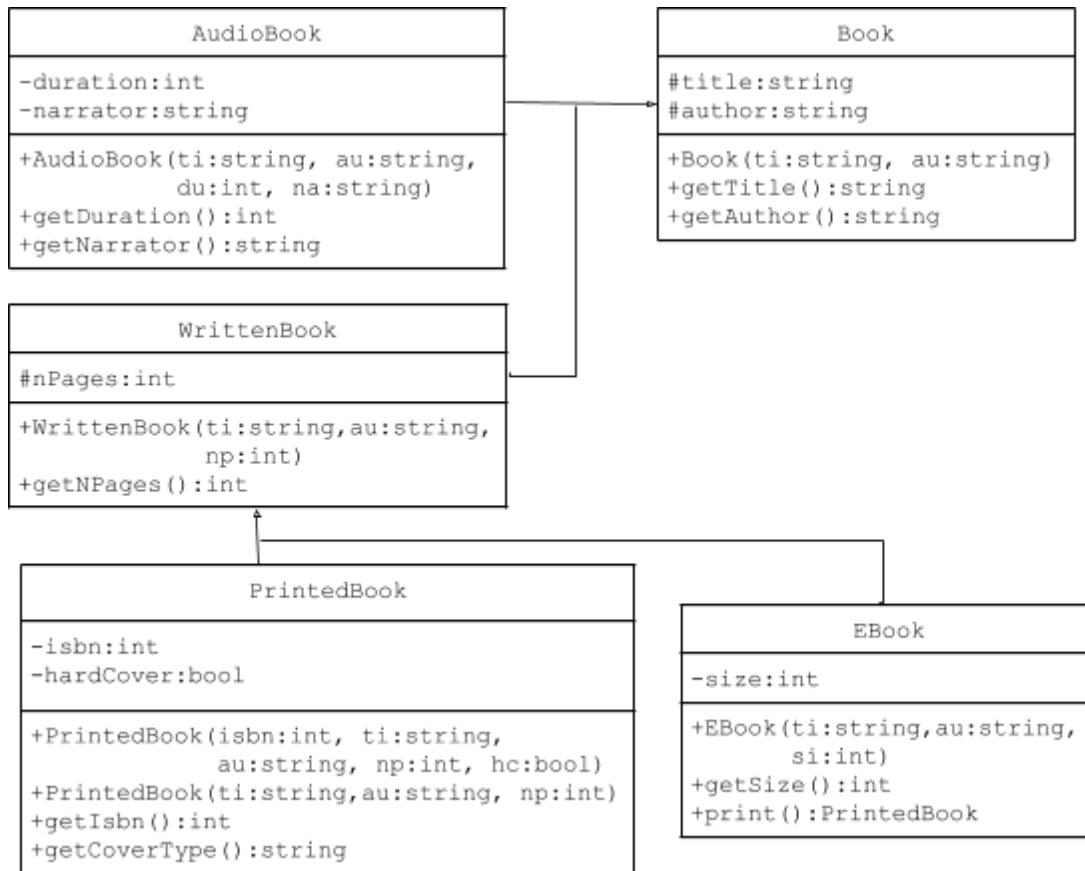 AudioBook
-duration:int
-narrator:string
+AudioBook(ti:string, au:string,
du:int, na:string)
+getDuration():int
+getNarrator():string
Book
#title:string
#author:string
+Book(ti:string, au:string)
+getTitle():string
+getAuthor():string
WrittenBook
#nPages:int
+WrittenBook(ti:string,au:string,
np:int)
+getNPages():int
PrintedBook
-isbn:int
-hardCover:bool
+PrintedBook(isbn:int, ti:string,
au:string, np:int, hc:bool)
+PrintedBook(ti:string,au:string, np:int)
+getIsbn():int
+getCoverType():string
EBook
-size:int
+EBook(ti:string,au:string,
si:int)
+getSize():int
+print():PrintedBook